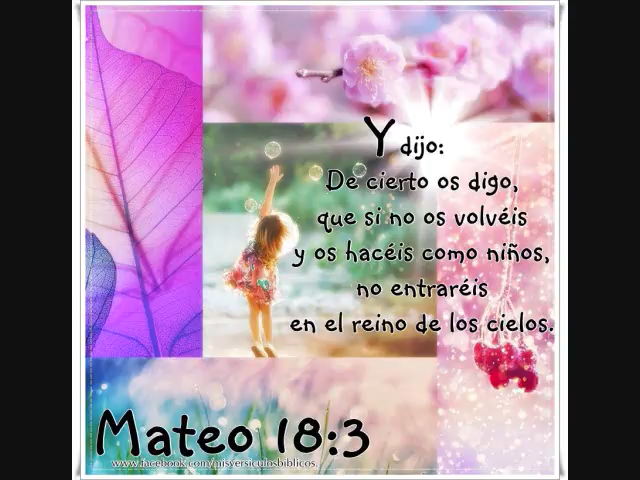 Y dijo:
De cierto os digo,
que si no os volvéis
y os hacéis como niños,
no entraréis
en el reino de los cielos.
Mateo 18:3
www.facebook.com/misversiculosbiblicos.